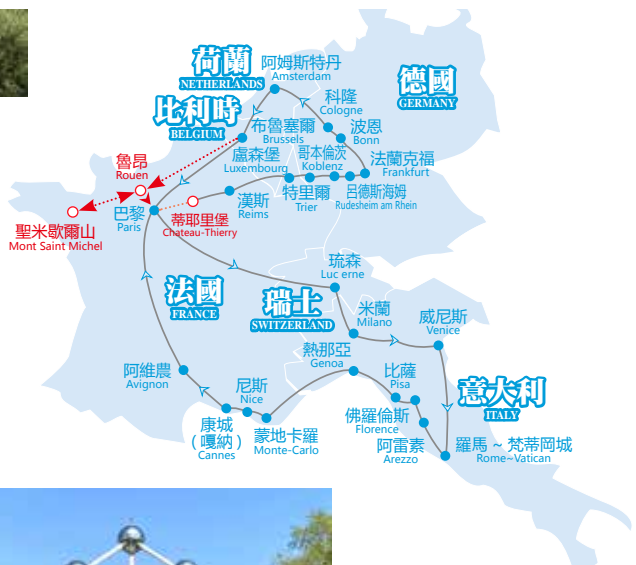 荷蘭
NETHERLANDS
阿姆斯特丹
Amsterdam
德國
GERMANY
科隆
Cologne
比利時
BELGIUM
布魯塞爾
Brussels
波恩
Bonn
魯昂
Rouen
盧森堡
Luxembourg
哥本倫茨
Koblenz
法蘭克福
Frankfurt
聖米歇爾山
Mont Saint Michel
巴黎
Paris
蒂耶里堡
Chateau-Thierry
漢斯
Reims
特里爾
Trier
呂德斯海姆
Rudesheim am Rhein
琉森
Luc erne
法國
FRANCE
瑞士
SWITZERLAND
米蘭
Milano
威尼斯
Venice
熱那亞
Genoa
阿維農
Avignon
尼斯
Nice
比薩
Pisa
意大利
ITALY
康城
（嘎納）
Cannes
蒙地卡羅
Monte-Carlo
佛羅倫斯
Florence
阿雷素
Arezzo
羅馬 ~ 梵蒂岡城
Rome~Vatican